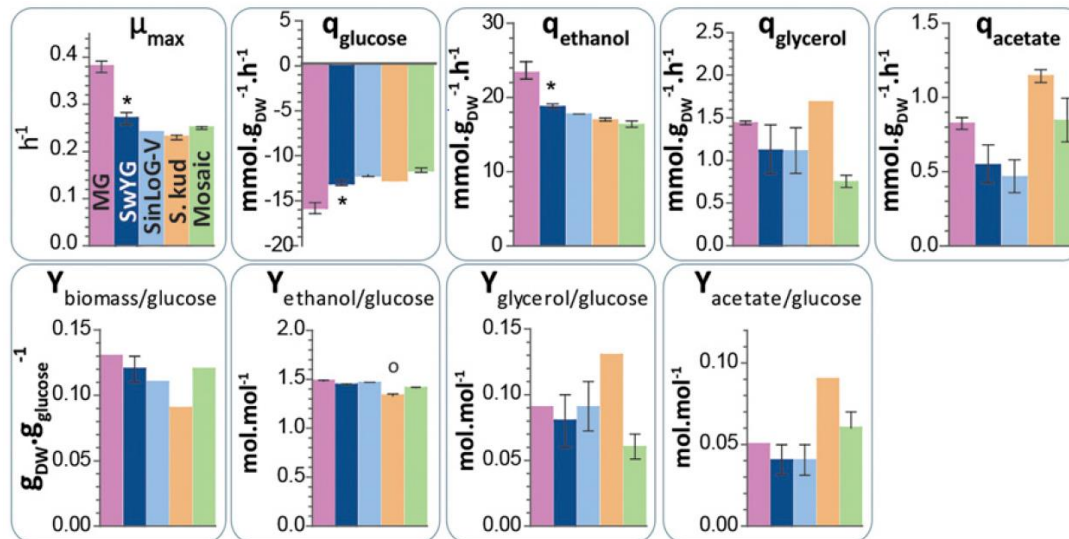 μmax
h⁻¹
0.4
0.3
0.2
0.1
0.0
MG
SwYG
SinLoG-V
S. kud
Mosaic
*
qglucose
mmol.gDW⁻¹.h⁻¹
0
-5
-10
-15
-20
*
qethanol
mmol.gDW⁻¹.h⁻¹
30
20
10
0
*
qglycerol
mmol.gDW⁻¹.h⁻¹
2.5
2.0
1.5
1.0
0.5
0.0
qacetate
mmol.gDW⁻¹.h⁻¹
1.5
1.0
0.5
0.0
Ybiomass/glucose
gDW.gglucose⁻¹
0.15
0.10
0.05
0.00
Yethanol/glucose
mol.mol⁻¹
2.0
1.5
1.0
0.5
0.0
o
Yglycerol/glucose
mol.mol⁻¹
0.15
0.10
0.05
0.00
Yacetate/glucose
mol.mol⁻¹
0.10
0.05
0.00